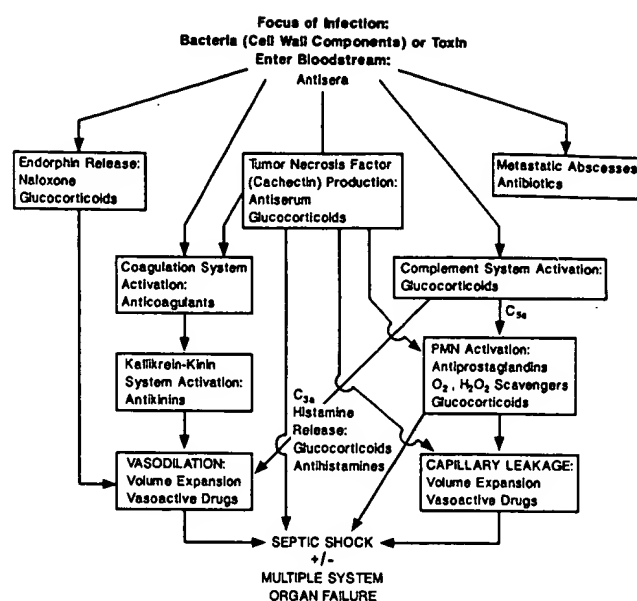 Focus of Infection:
Bacteria (Cell Wall Components) or Toxin
Enter Bloodstream:
Antisera
Endorphin Release:
Naloxone
Glucocorticoids
Tumor Necrosis Factor
(Cachectin) Production:
Antiserum
Glucocorticoids
Metastatic Abscesses
Antibiotics
Coagulation System
Activation:
Anticoagulants
Complement System Activation:
Glucocorticoids
C5a
Kallikrein-Kinin
System Activation:
Antikinins
PMN Activation:
Antiprostaglandins
O2 , H2O2 Scavengers
Glucocorticoids
C3a
Histamine
Release:
Glucocorticoids
Antihistamines
VASODILATION:
Volume Expansion
Vasoactive Drugs
CAPILLARY LEAKAGE:
Volume Expansion
Vasoactive Drugs
SEPTIC SHOCK
+/-
MULTIPLE SYSTEM
ORGAN FAILURE